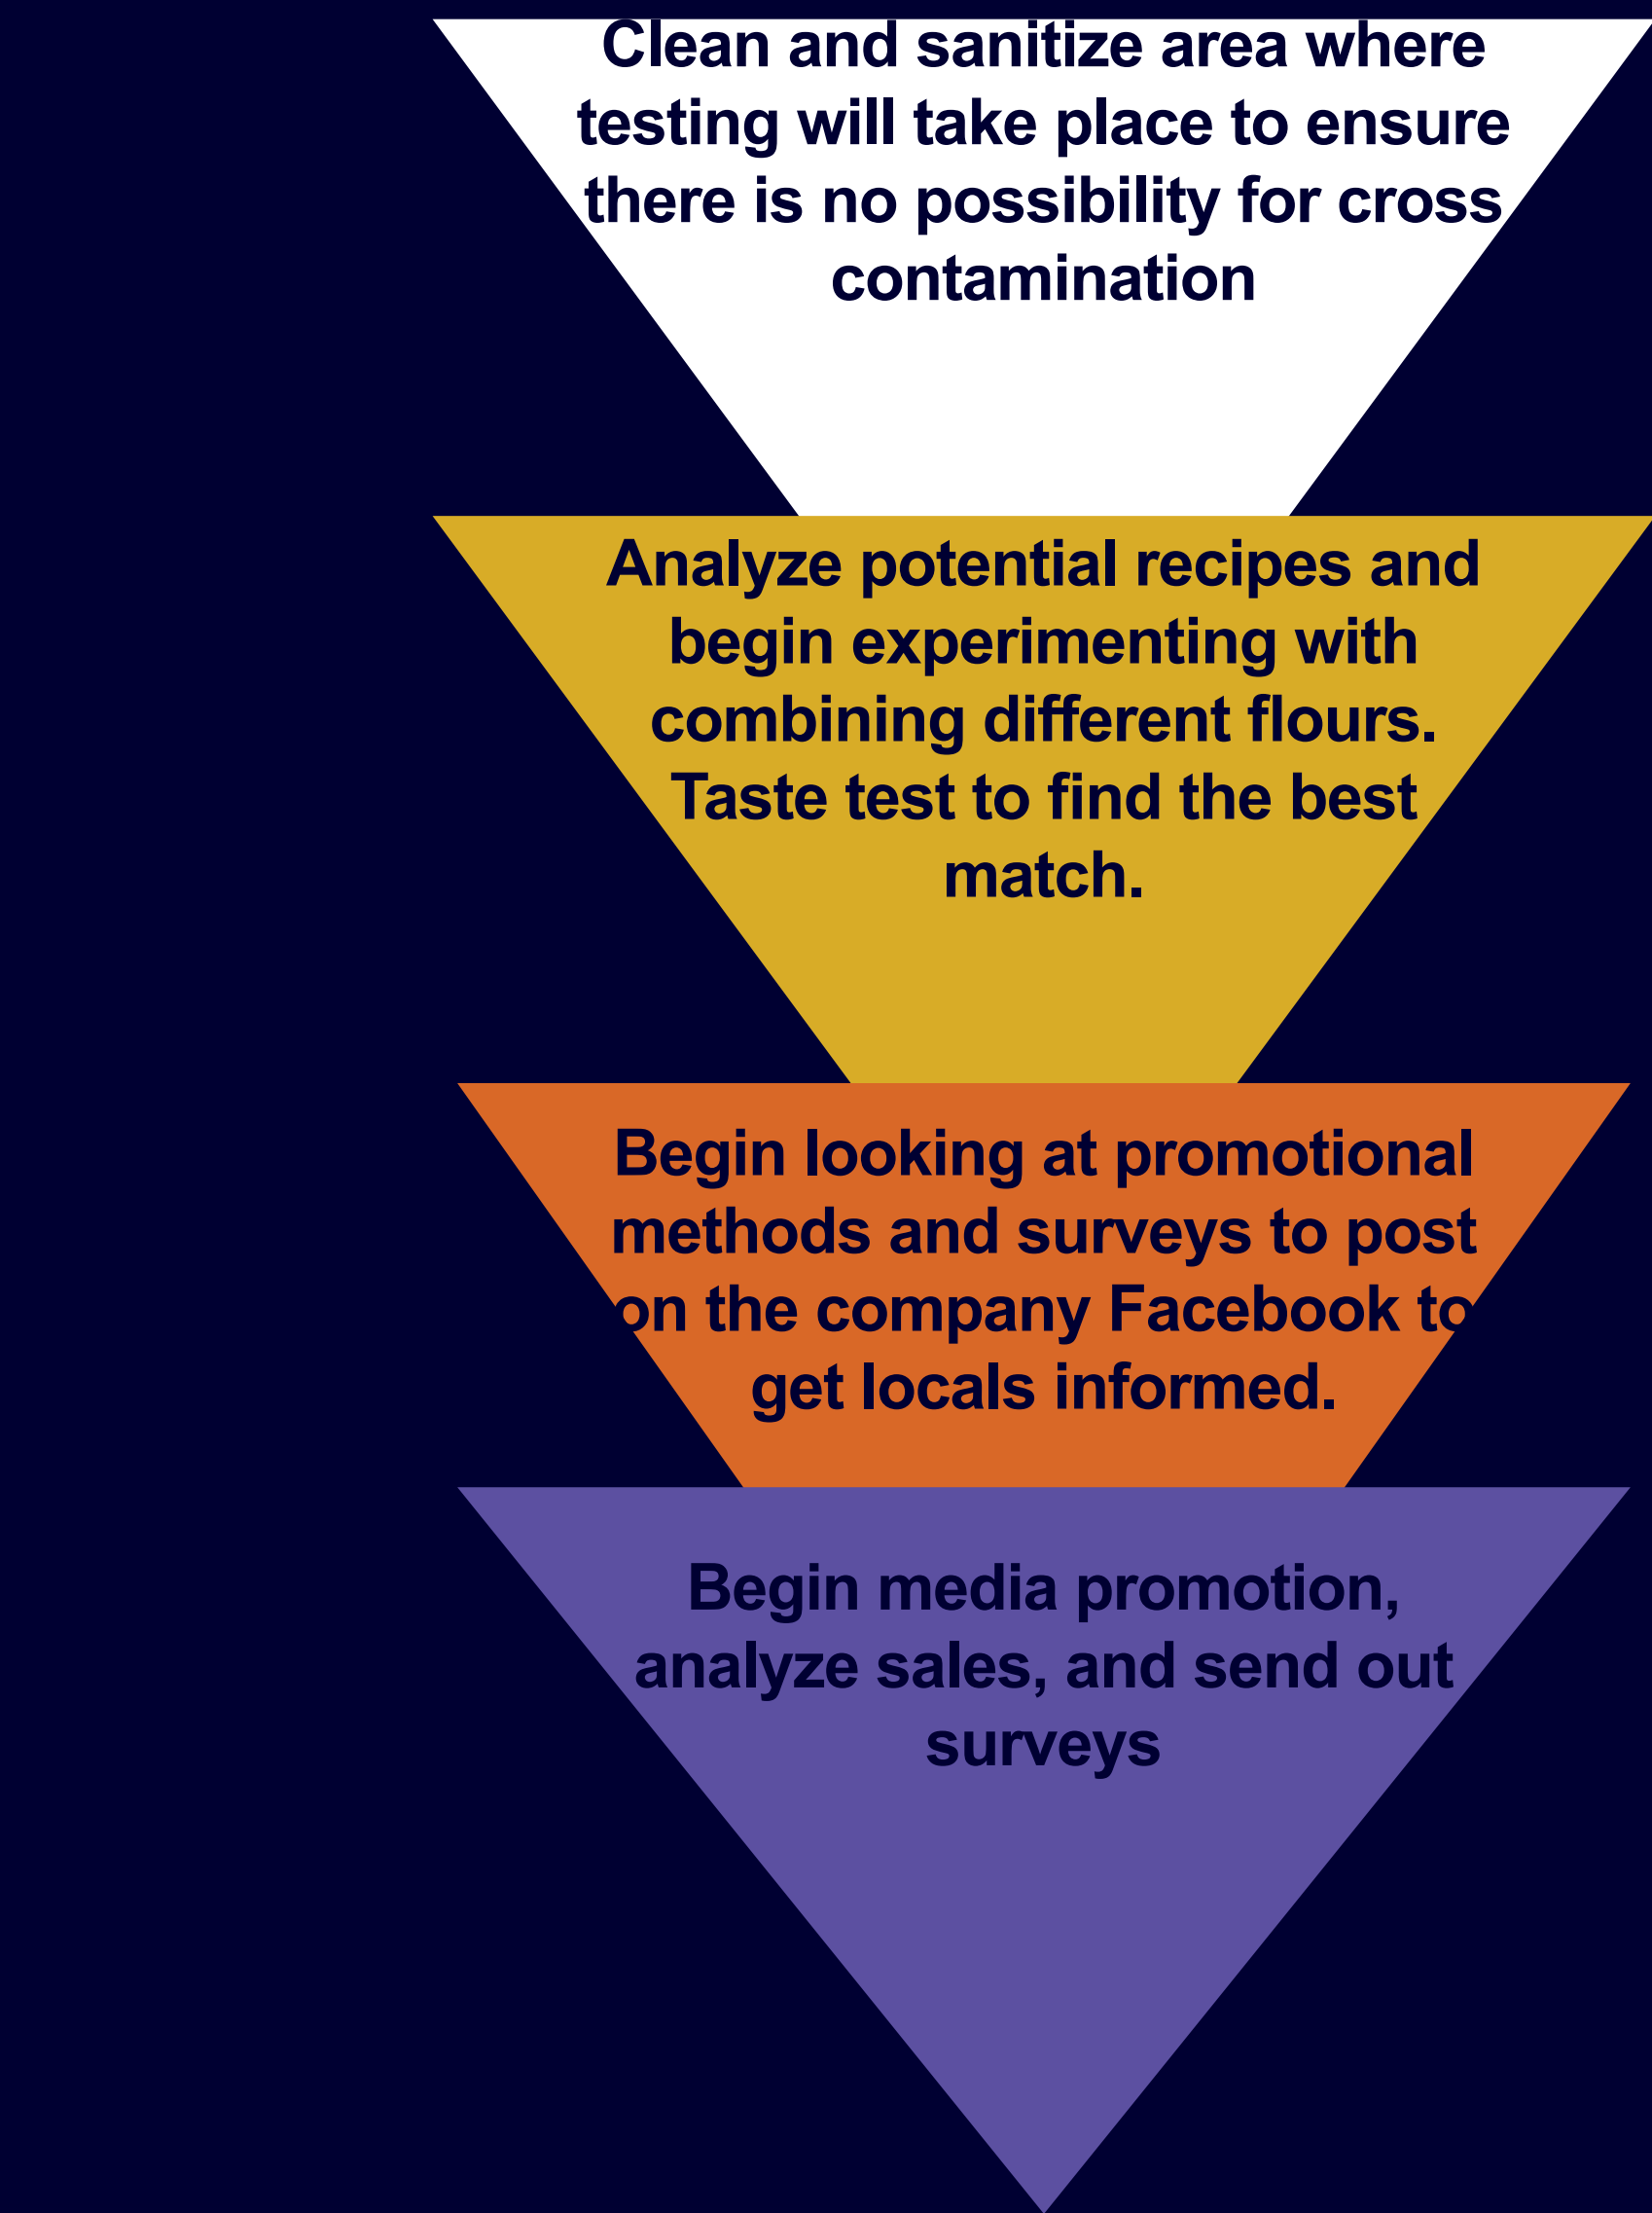 Clean and sanitize area where
testing will take place to ensure
there is no possibility for cross
contamination
Analyze potential recipes and
begin experimenting with
combining different flours.
Taste test to find the best
match.
Begin looking at promotional
methods and surveys to post
on the company Facebook to
get locals informed.
Begin media promotion,
analyze sales, and send out
surveys